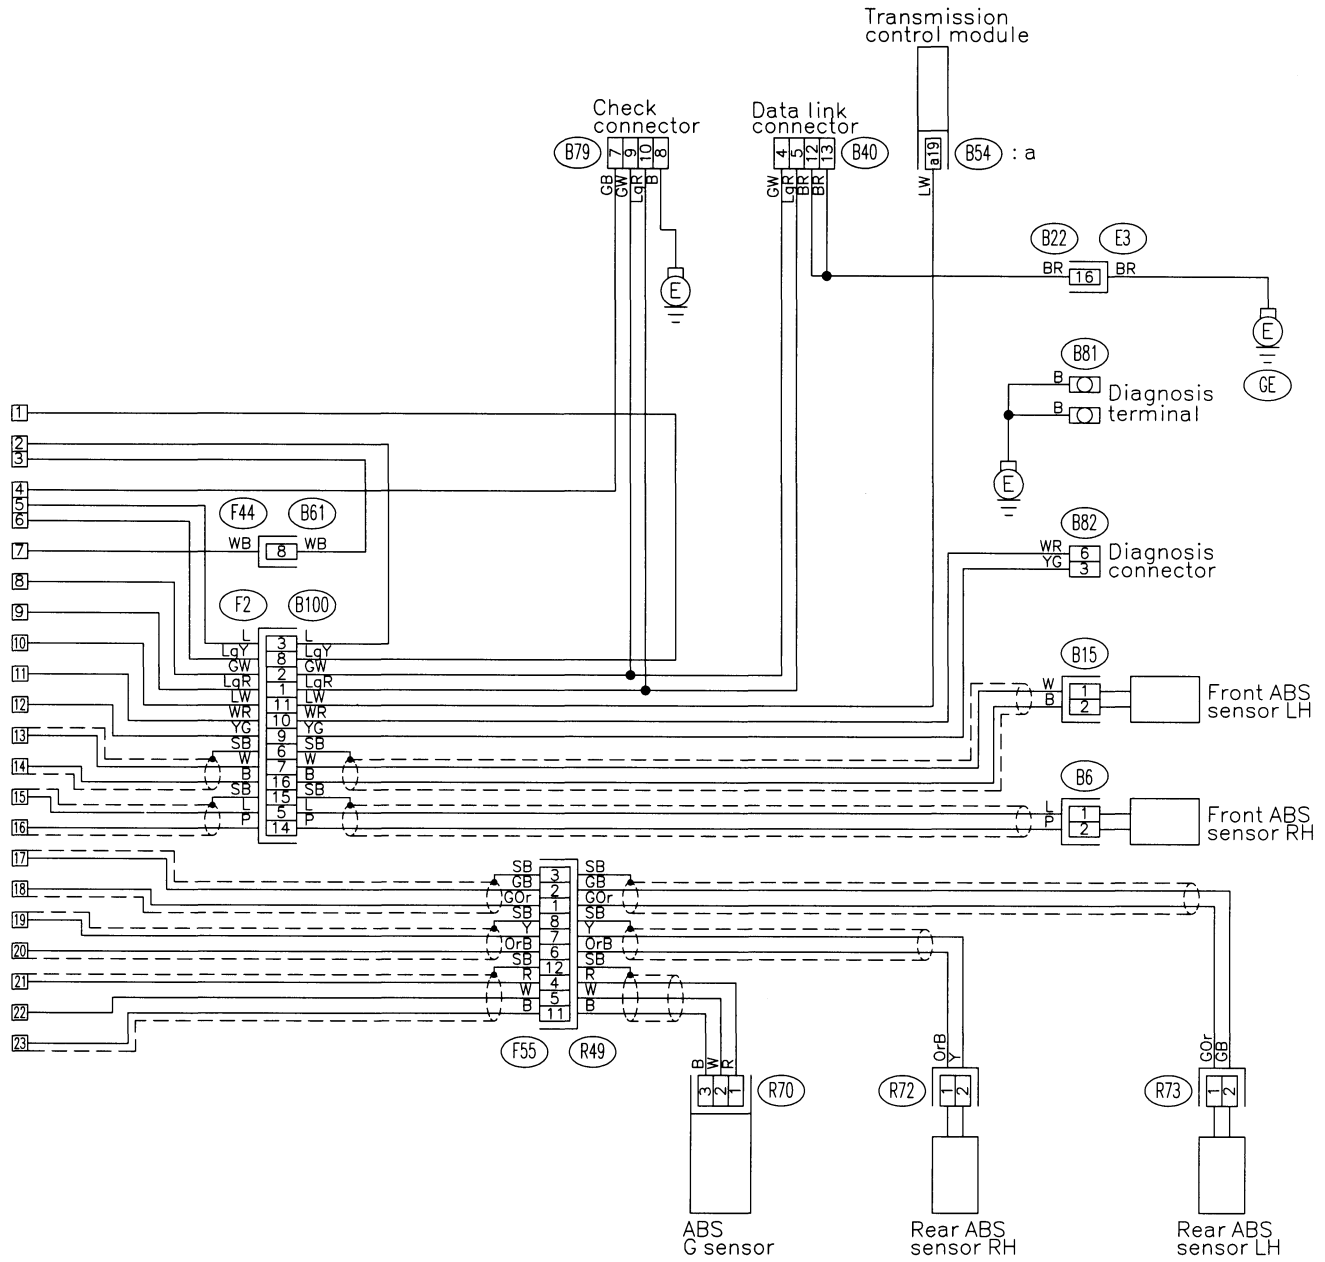 Transmission
control module
Check
connector
Data link
connector
B79
7
9
10
8
4
5
12
13
B40
a19
B54
: a
GB
GW
LgR
B
GW
LgR
BR
BR
LW
B22
E3
BR
16
BR
E
E
GE
B81
B
B
Diagnosis
terminal
E
1
2
3
4
5
6
7
8
9
10
11
12
13
14
15
16
17
18
19
20
21
22
23
F44
B61
WB
8
WB
B82
WR
6
YG
3
Diagnosis
connector
F2
B100
L
3
L
LgY
8
LgY
GW
2
GW
LgR
1
LgR
LW
11
LW
WR
10
WR
YG
9
YG
SB
6
SB
W
7
W
B
16
B
SB
15
SB
L
5
L
P
14
P
B15
W
1
B
2
Front ABS
sensor LH
B6
L
1
P
2
Front ABS
sensor RH
SB
3
SB
GB
2
GB
GOr
1
GOr
SB
8
SB
Y
7
Y
OrB
6
OrB
SB
12
SB
R
4
R
W
5
W
B
11
B
F55
R49
B
W
R
3
2
1
R70
ABS
G sensor
OrB
Y
R72
1
2
Rear ABS
sensor RH
GOr
GB
R73
1
2
Rear ABS
sensor LH